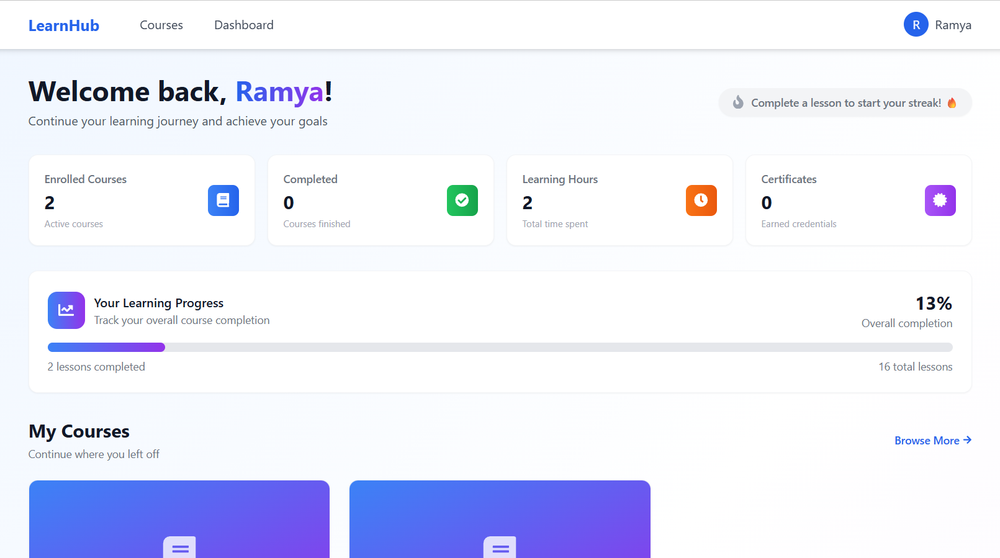 LearnHub
Courses
Dashboard
R
Ramya
Welcome back, Ramya!
Continue your learning journey and achieve your goals
Complete a lesson to start your streak! 🔥
Enrolled Courses
2
Active courses
Completed
0
Courses finished
Learning Hours
2
Total time spent
Certificates
0
Earned credentials
Your Learning Progress
Track your overall course completion
13%
Overall completion
2 lessons completed
16 total lessons
My Courses
Continue where you left off
Browse More →